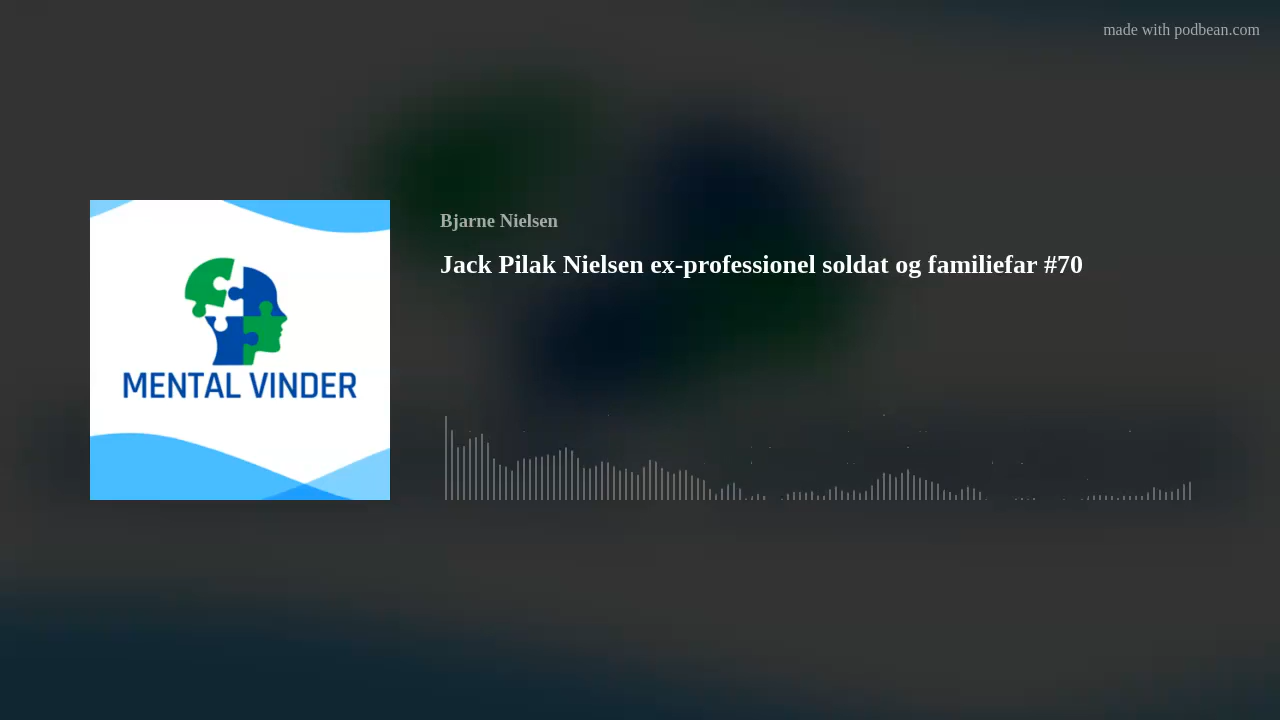 made with podbean.com
Bjarne Nielsen
Jack Pilak Nielsen ex-professionel soldat og familiefar #70
MENTAL VINDER